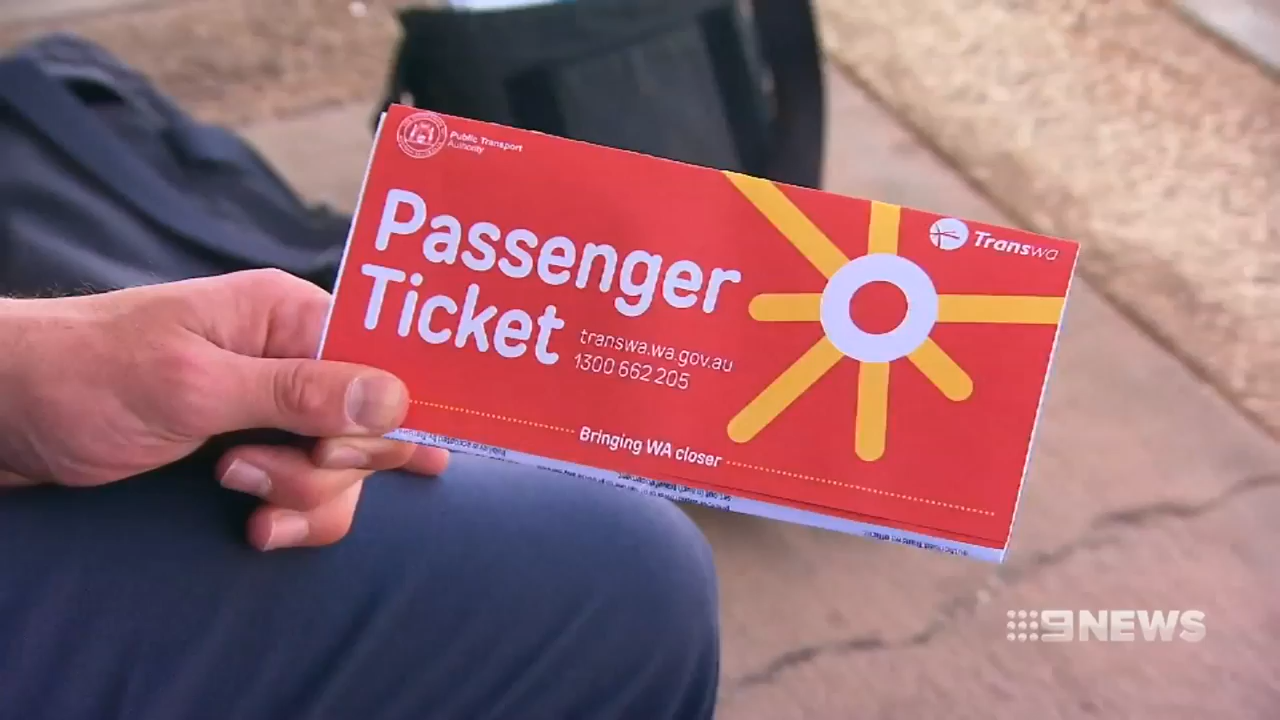 Public Transport
Authority
Transwa
Passenger
Ticket
transwa.wa.gov.au
1300 662 205
Bringing WA closer
9NEWS